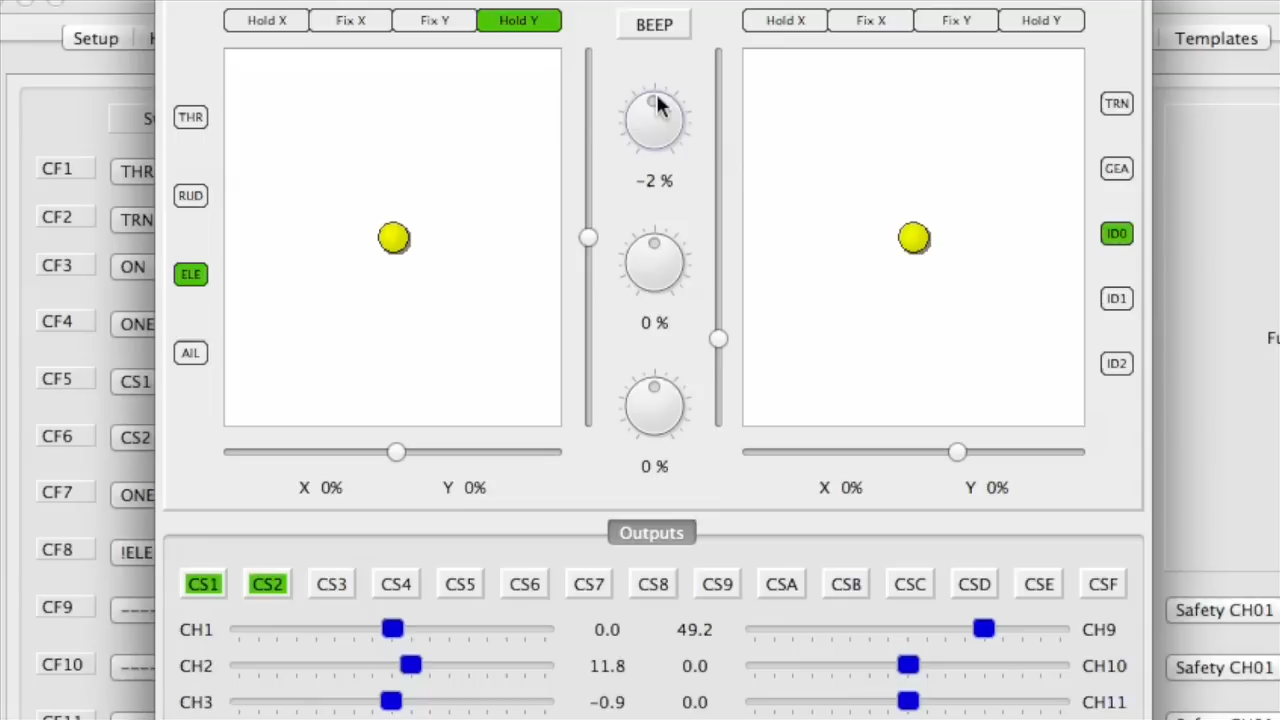 Hold X Fix X Fix Y Hold Y BEEP Hold X Fix X Fix Y Hold Y
Setup Templates
THR TRN
CF1 THR
RUD GEA
CF2 TRN
-2 %
CF3 ON
ELE ID0
CF4 ONE
ID1
0 %
AIL ID2
CF5 CS1
CF6 CS2
0 %
X 0% Y 0% X 0% Y 0%
CF7 ONE
Outputs
CF8 !ELE
CS1 CS2 CS3 CS4 CS5 CS6 CS7 CS8 CS9 CSA CSB CSC CSD CSE CSF
CF9 ---- Safety CH01
CH1 0.0 49.2 CH9
CF10 ---- Safety CH01
CH2 11.8 0.0 CH10
CH3 -0.9 0.0 CH11